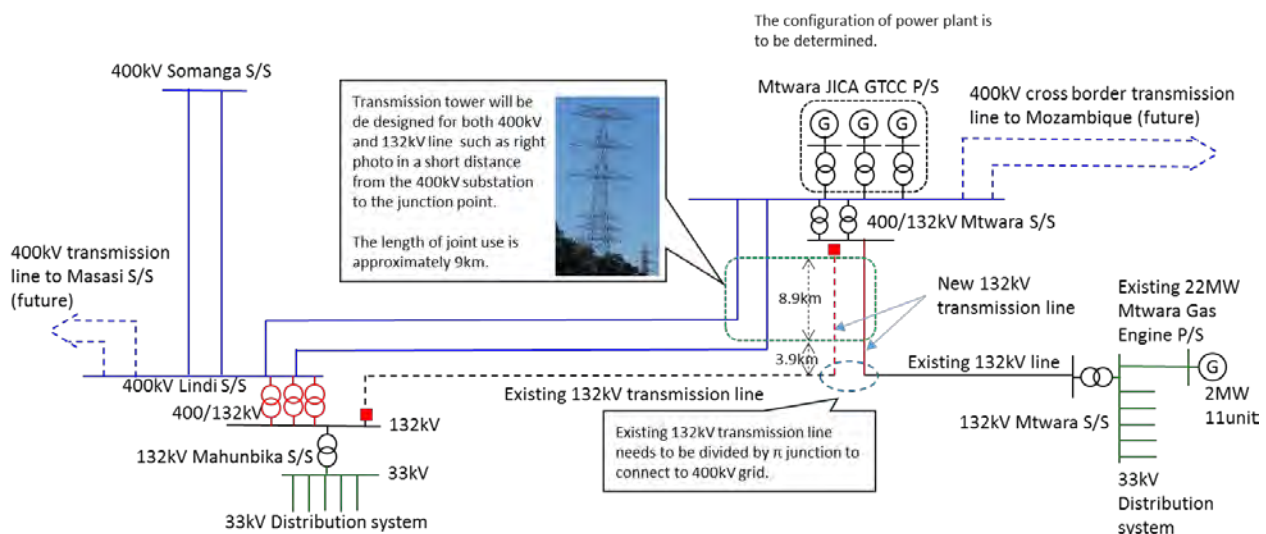 The configuration of power plant is
to be determined.
400kV Somanga S/S
Transmission tower will be
de designed for both 400kV
and 132kV line such as right
photo in a short distance
from the 400kV substation
to the junction point.
The length of joint use is
approximately 9km.
Mtwara JICA GTCC P/S
G
G
G
400kV cross border transmission
line to Mozambique (future)
400/132kV Mtwara S/S
400kV transmission
line to Masasi S/S
(future)
8.9km
New 132kV
transmission line
Existing 22MW
Mtwara Gas
Engine P/S
3.9km
Existing 132kV line
G
2MW
11unit
400kV Lindi S/S
400/132kV
Existing 132kV transmission line
132kV
132kV Mtwara S/S
Existing 132kV transmission line
needs to be divided by π junction to
connect to 400kV grid.
132kV Mahunbika S/S
33kV
33kV Distribution system
33kV
Distribution
system